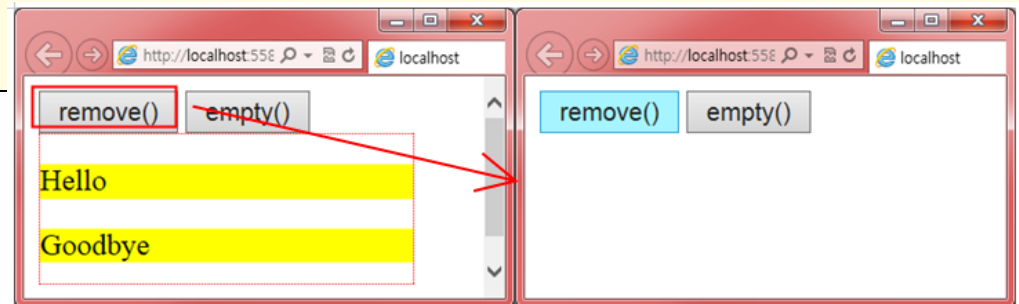 http://localhost:558 localhost
remove() empty()
Hello
Goodbye
http://localhost:558 localhost
remove() empty()